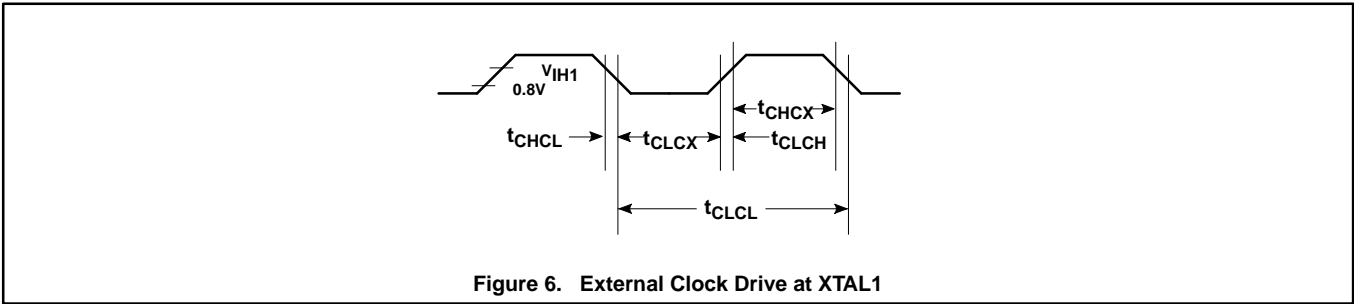 VIH1
0.8V
tCHCX
tCHCL tCLCX tCLCH
tCLCL
Figure 6. External Clock Drive at XTAL1